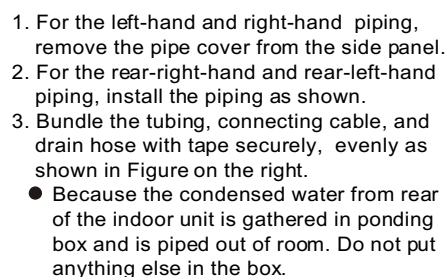 1. For the left-hand and right-hand piping,
remove the pipe cover from the side panel.
2. For the rear-right-hand and rear-left-hand
piping, install the piping as shown.
3. Bundle the tubing, connecting cable, and
drain hose with tape securely, evenly as
shown in Figure on the right.
● Because the condensed water from rear
of the indoor unit is gathered in ponding
box and is piped out of room. Do not put
anything else in the box.